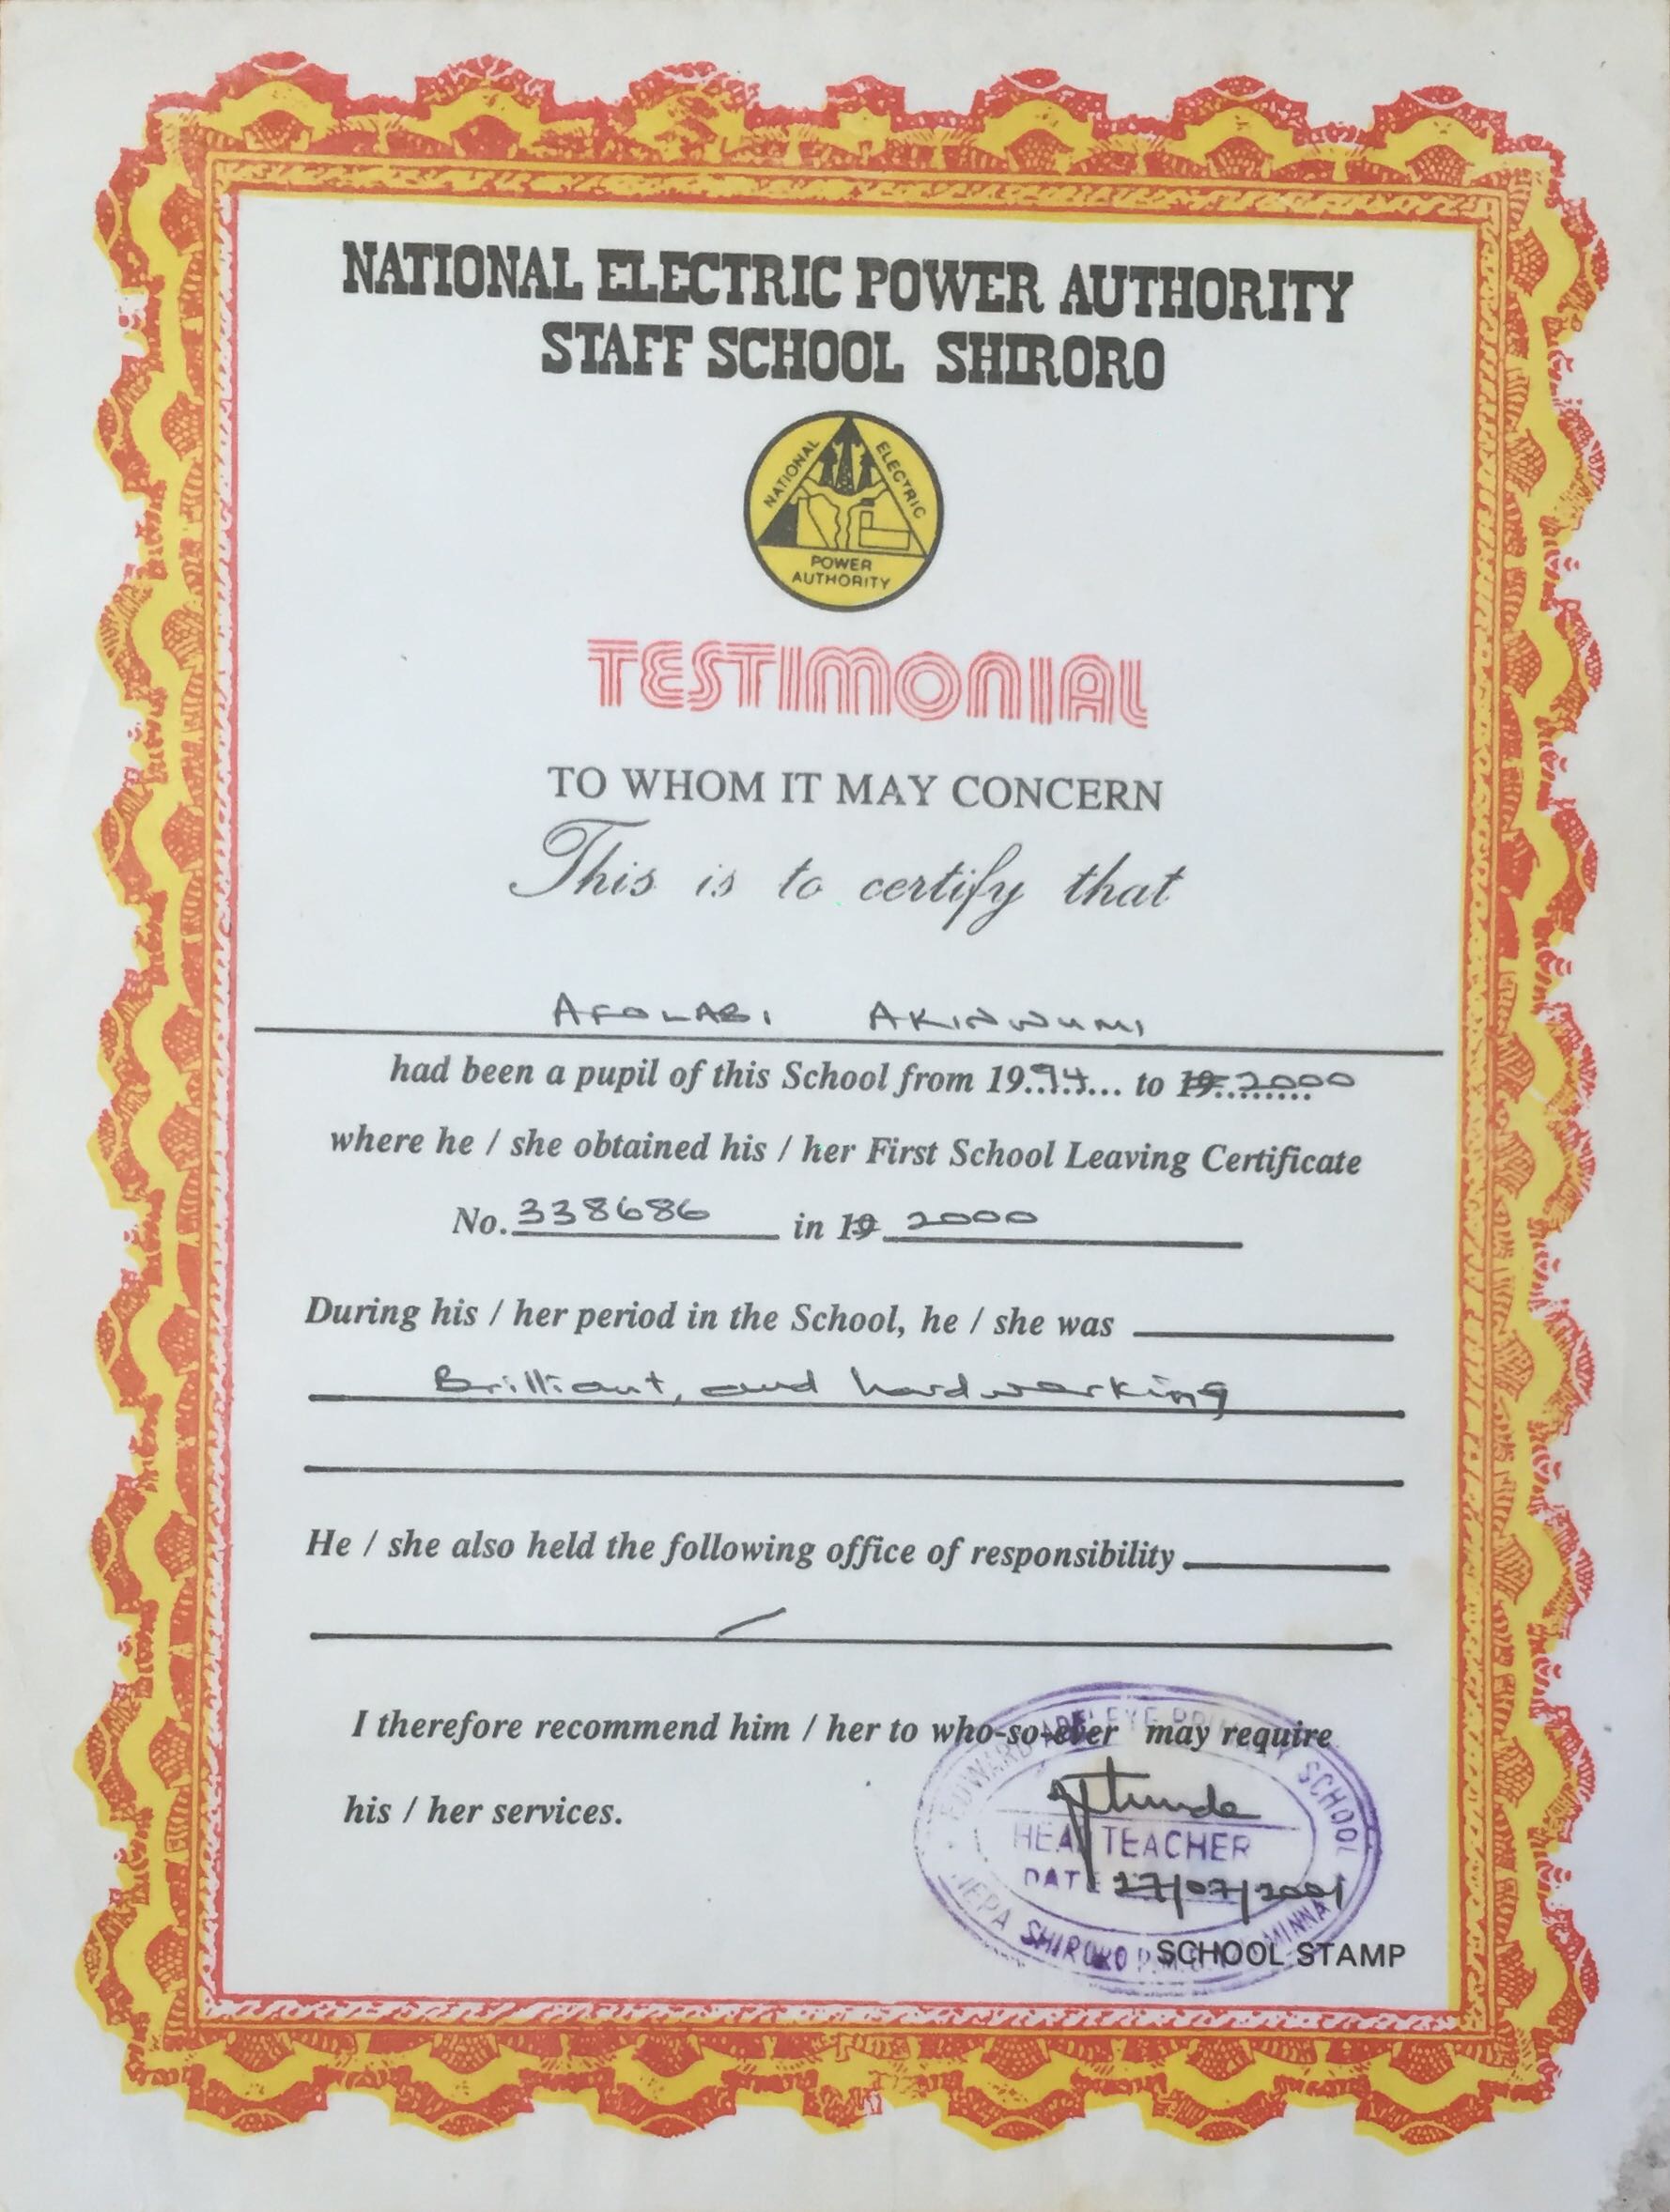 NATIONAL ELECTRIC POWER AUTHORITY
STAFF SCHOOL SHIRORO
NATIONAL ELECTRIC
POWER
AUTHORITY
TESTIMONIAL
TO WHOM IT MAY CONCERN
This is to certify that
AFOLABI AKINWUMI
had been a pupil of this School from 19.94... to 19.2000
where he / she obtained his / her First School Leaving Certificate
No. 338686 in 19 2000
During his / her period in the School, he / she was
Brilliant, and hardworking
He / she also held the following office of responsibility
I therefore recommend him / her to who-so-ever may require
his / her services.
EDWARD ADELEYE PRIMARY SCHOOL
HEAD TEACHER
DATE 27/07/2001
NEPA SHIRORO MINNA
SCHOOL STAMP